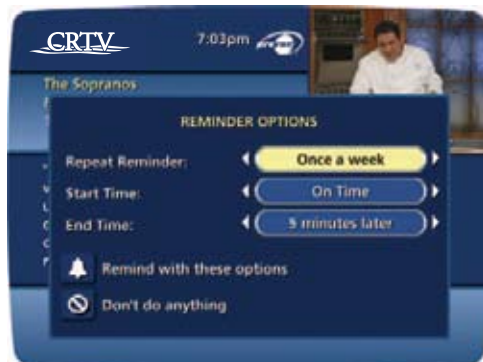 CRTV 7:03pm
The Sopranos
REMINDER OPTIONS
Repeat Reminder: Once a week
Start Time: On Time
End Time: 5 minutes later
Remind with these options
Don't do anything